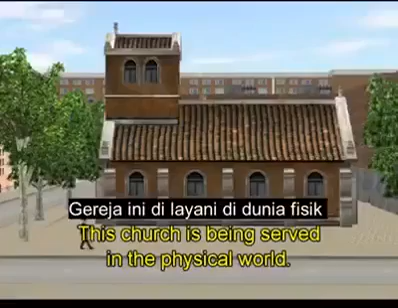 Gereja ini di layani di dunia fisik
This church is being served
in the physical world.